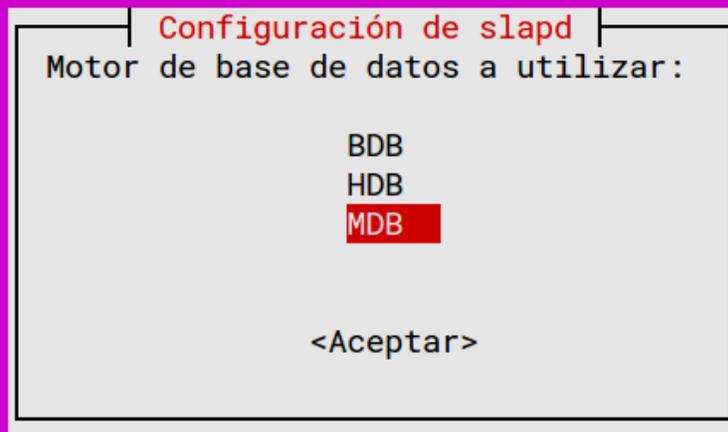 Configuración de slapd
Motor de base de datos a utilizar:
BDB
HDB
MDB
<Aceptar>